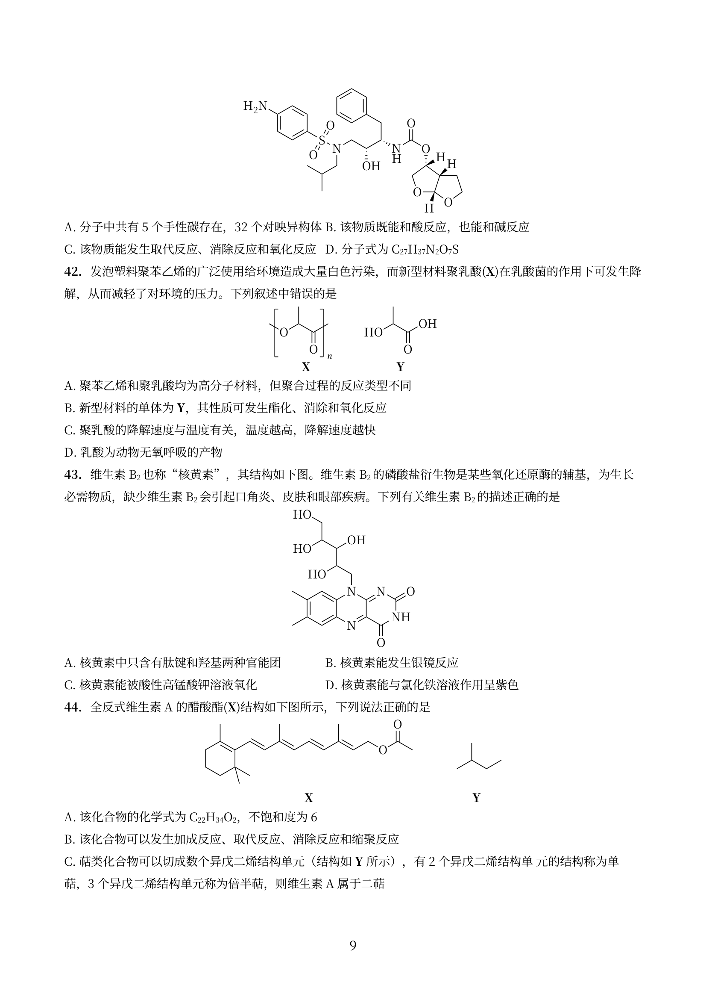 H₂N
O
S
O
N
OH
N
H
O
O
H
H
O
O
H
A. 分子中共有 5 个手性碳存在，32 个对映异构体 B. 该物质既能和酸反应，也能和碱反应
C. 该物质能发生取代反应、消除反应和氧化反应 D. 分子式为 C₂₇H₃₇N₂O₇S
42．发泡塑料聚苯乙烯的广泛使用给环境造成大量白色污染，而新型材料聚乳酸(X)在乳酸菌的作用下可发生降
解，从而减轻了对环境的压力。下列叙述中错误的是
O
O
n
HO
OH
O
X Y
A. 聚苯乙烯和聚乳酸均为高分子材料，但聚合过程的反应类型不同
B. 新型材料的单体为 Y，其性质可发生酯化、消除和氧化反应
C. 聚乳酸的降解速度与温度有关，温度越高，降解速度越快
D. 乳酸为动物无氧呼吸的产物
43．维生素 B₂ 也称“核黄素”，其结构如下图。维生素 B₂ 的磷酸盐衍生物是某些氧化还原酶的辅基，为生长
必需物质，缺少维生素 B₂ 会引起口角炎、皮肤和眼部疾病。下列有关维生素 B₂ 的描述正确的是
HO
OH
HO
HO
N N O
NH
N
O
A. 核黄素中只含有肽键和羟基两种官能团 B. 核黄素能发生银镜反应
C. 核黄素能被酸性高锰酸钾溶液氧化 D. 核黄素能与氯化铁溶液作用呈紫色
44．全反式维生素 A 的醋酸酯(X)结构如下图所示，下列说法正确的是
O
O
X Y
A. 该化合物的化学式为 C₂₂H₃₄O₂，不饱和度为 6
B. 该化合物可以发生加成反应、取代反应、消除反应和缩聚反应
C. 萜类化合物可以切成数个异戊二烯结构单元（结构如 Y 所示），有 2 个异戊二烯结构单 元的结构称为单
萜，3 个异戊二烯结构单元称为倍半萜，则维生素 A 属于二萜
9